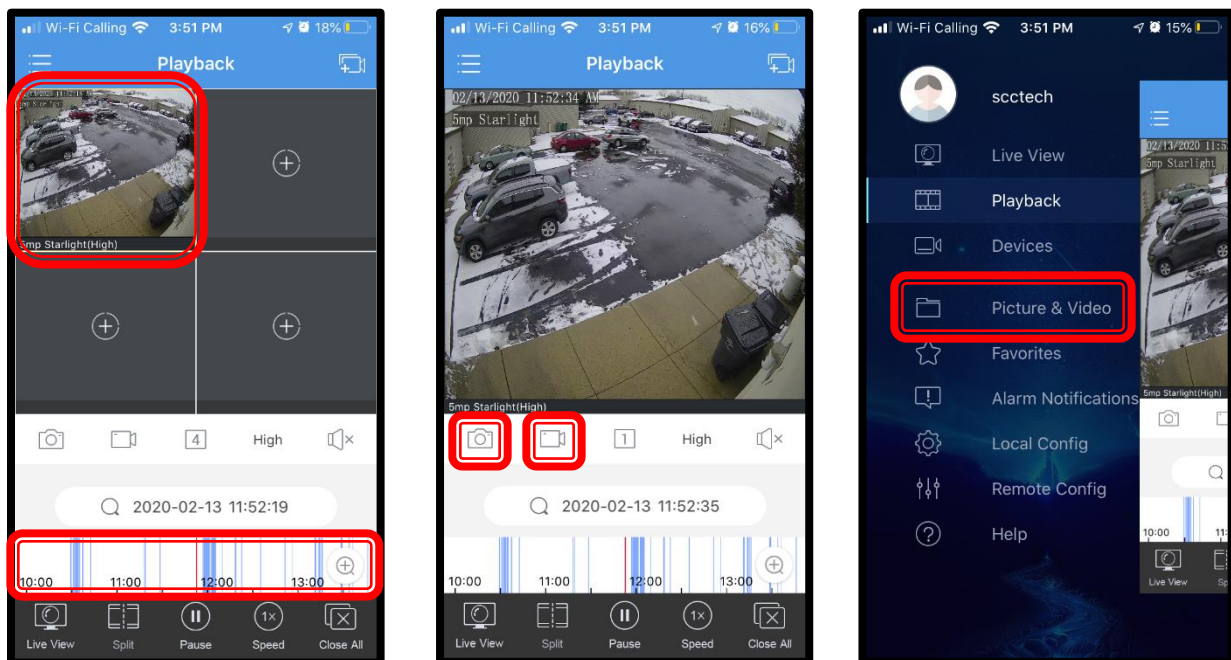 Wi-Fi Calling 3:51 PM 18%
Playback
5mp Starlight(High)
4 High
2020-02-13 11:52:19
10:00 11:00 12:00 13:00
1×
Live View Split Pause Speed Close All
Wi-Fi Calling 3:51 PM 16%
Playback
02/13/2020 11:52:34 AM
5mp Starlight
5mp Starlight(High)
1 High
2020-02-13 11:52:35
10:00 11:00 12:00 13:00
1×
Live View Split Pause Speed Close All
Wi-Fi Calling 3:51 PM 15%
scctech
Live View
Playback
Devices
Picture & Video
Favorites
Alarm Notifications
Local Config
Remote Config
Help
02/13/2020 11:5
5mp Starlight
5mp Starlight(High)
10:00 11:
Live View Sp